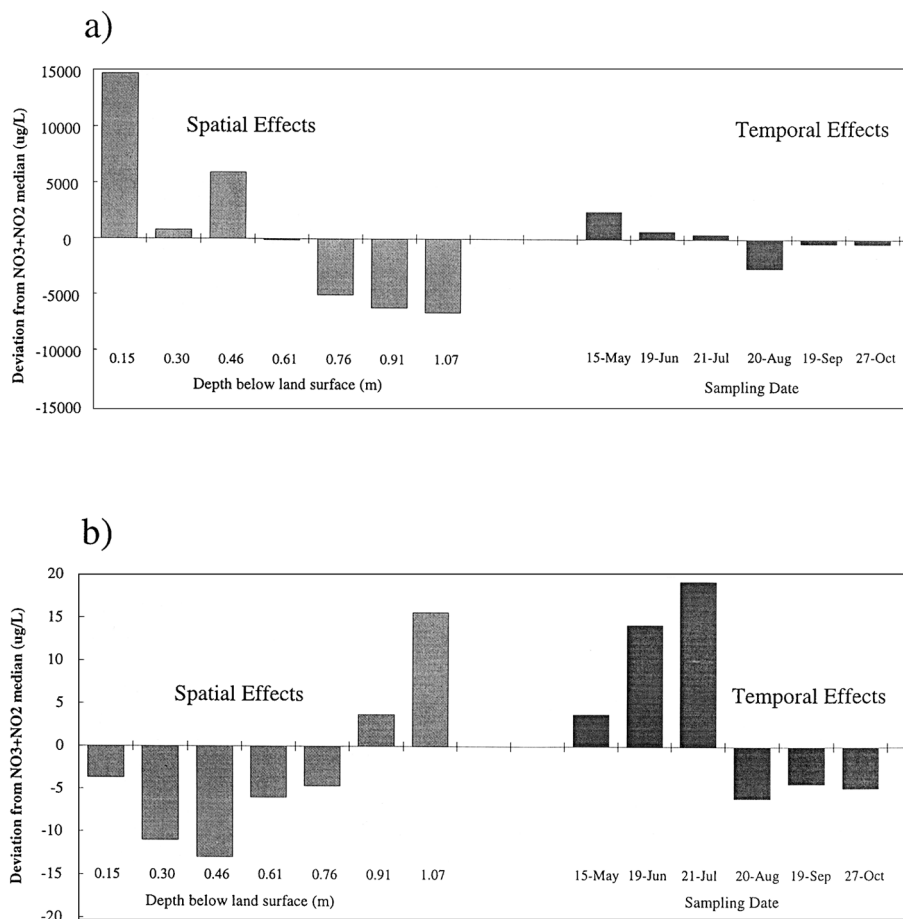 a)
Deviation from NO3+NO2 median (ug/L)
15000
10000
5000
0
-5000
-10000
-15000
Spatial Effects
Temporal Effects
0.15 0.30 0.46 0.61 0.76 0.91 1.07
15-May 19-Jun 21-Jul 20-Aug 19-Sep 27-Oct
Depth below land surface (m)
Sampling Date
b)
Deviation from NO3+NO2 median (ug/L)
20
15
10
5
0
-5
-10
-15
-20
Spatial Effects
Temporal Effects
0.15 0.30 0.46 0.61 0.76 0.91 1.07
15-May 19-Jun 21-Jul 20-Aug 19-Sep 27-Oct
Depth below land surface (m)
Sampling Date